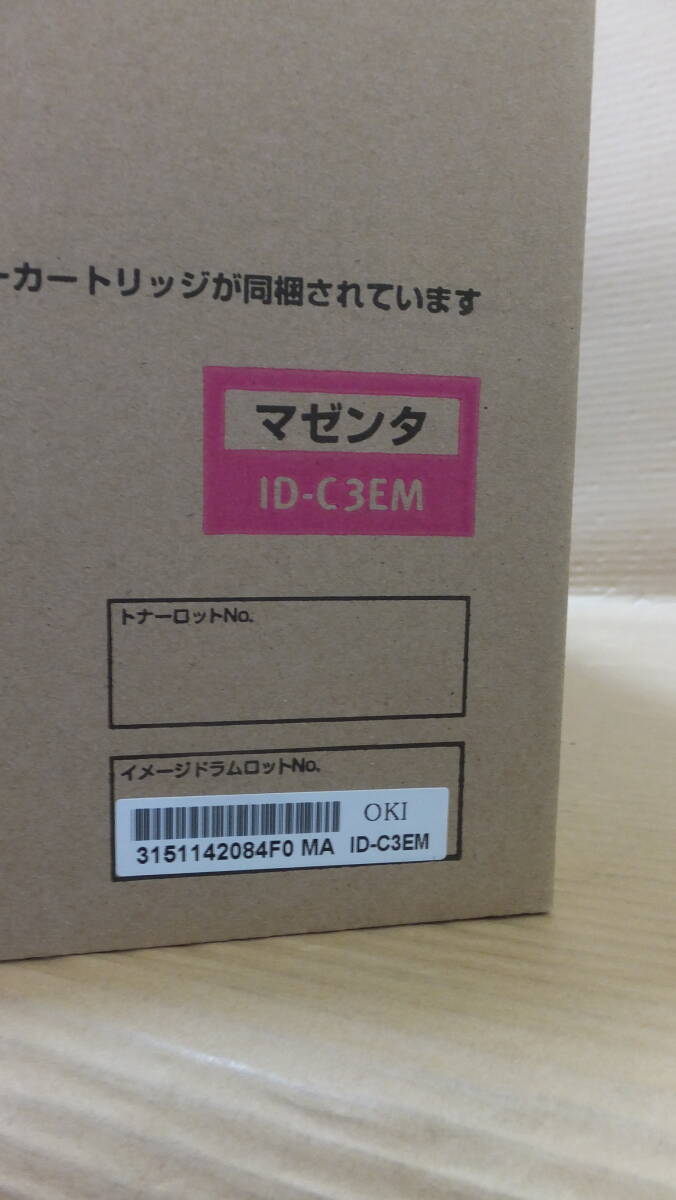 ーカートリッジが同梱されています
マゼンタ
ID-C3EM
トナーロットNo.
イメージドラムロットNo.
OKI
3151142084F0 MA ID-C3EM